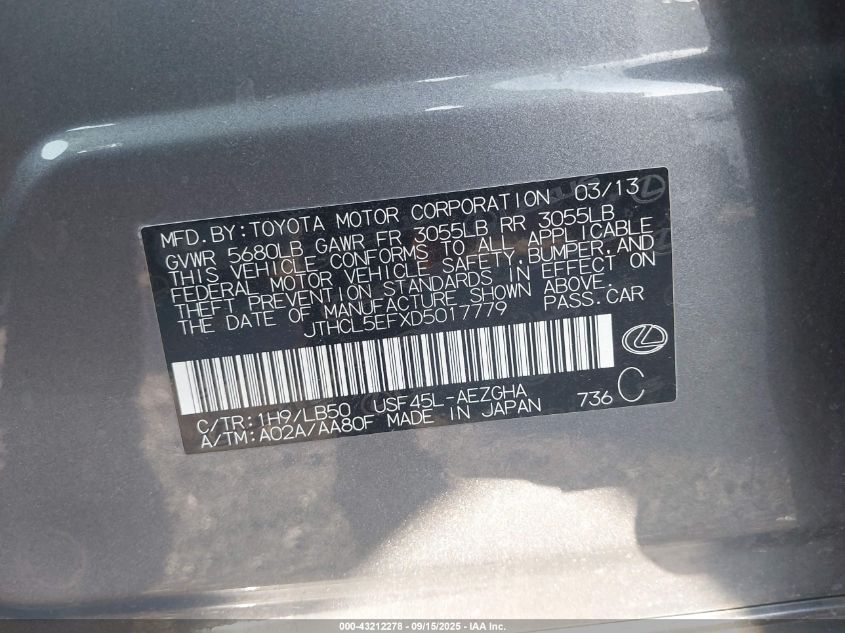 MFD. BY: TOYOTA MOTOR CORPORATION 03/13
GVWR 5680LB GAWR FR 3055LB RR 3055LB
THIS VEHICLE CONFORMS TO ALL APPLICABLE
FEDERAL MOTOR VEHICLE SAFETY, BUMPER, AND
THEFT PREVENTION STANDARDS IN EFFECT ON
THE DATE OF MANUFACTURE SHOWN ABOVE.
JTHCL5EFXD5017779 PASS. CAR
C/TR: 1H9/LB50 USF45L-AEZGHA 736 C
A/TM: A02A/AA80F MADE IN JAPAN
000-43212278 - 09/15/2025 - IAA Inc.